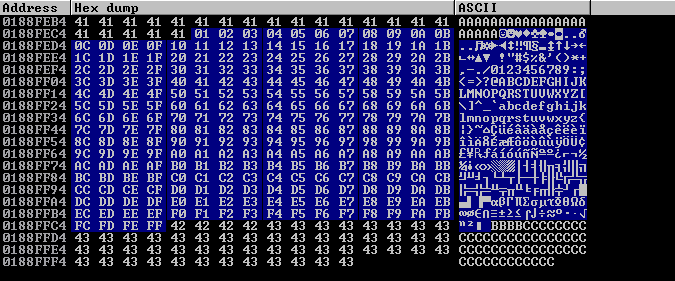 Address Hex dump ASCII
0188FEB4 41 41 41 41 41 41 41 41 41 41 41 41 41 41 41 41 AAAAAAAAAAAAAAAA
0188FEC4 41 41 41 41 41 01 02 03 04 05 06 07 08 09 0A 0B AAAAA☺☻♥♦♣♠•◘..♂
0188FED4 0C 0D 0E 0F 10 11 12 13 14 15 16 17 18 19 1A 1B
0188FEE4 1C 1D 1E 1F 20 21 22 23 24 25 26 27 28 29 2A 2B ∟↔▲▼ !"#$%&'()*+
0188FEF4 2C 2D 2E 2F 30 31 32 33 34 35 36 37 38 39 3A 3B ,-./0123456789:;
0188FF04 3C 3D 3E 3F 40 41 42 43 44 45 46 47 48 49 4A 4B <=>?@ABCDEFGHIJK
0188FF14 4C 4D 4E 4F 50 51 52 53 54 55 56 57 58 59 5A 5B LMNOPQRSTUVWXYZ[
0188FF24 5C 5D 5E 5F 60 61 62 63 64 65 66 67 68 69 6A 6B \]^_`abcdefghijk
0188FF34 6C 6D 6E 6F 70 71 72 73 74 75 76 77 78 79 7A 7B lmnopqrstuvwxyz{
0188FF44 7C 7D 7E 7F 80 81 82 83 84 85 86 87 88 89 8A 8B |}~⌂Çüéâäàåçêëèï
0188FF54 8C 8D 8E 8F 90 91 92 93 94 95 96 97 98 99 9A 9B îìÄÅÉæÆôöòûùÿÖÜ¢
0188FF64 9C 9D 9E 9F A0 A1 A2 A3 A4 A5 A6 A7 A8 A9 AA AB £¥₧ƒáíóúñÑªº¿⌐¬½
0188FF74 AC AD AE AF B0 B1 B2 B3 B4 B5 B6 B7 B8 B9 BA BB ¼¡«»░▒▓│┤╡╢╖╕╣║╗
0188FF84 BC BD BE BF C0 C1 C2 C3 C4 C5 C6 C7 C8 C9 CA CB ╝╜╛┐└┴┬├─┼╞╟╚╔╩╦
0188FF94 CC CD CE CF D0 D1 D2 D3 D4 D5 D6 D7 D8 D9 DA DB ╠═╬╧╨╤╥╙╘╒╓╫╪┘┌█
0188FFA4 DC DD DE DF E0 E1 E2 E3 E4 E5 E6 E7 E8 E9 EA EB ▄▌▐▀αßΓπΣσµτΦΘΩδ
0188FFB4 EC ED EE EF F0 F1 F2 F3 F4 F5 F6 F7 F8 F9 FA FB ∞φε∩≡±≥≤⌠⌡÷≈°∙·√
0188FFC4 FC FD FE FF 42 42 42 42 43 43 43 43 43 43 43 43 ⁿ²■ BBBBCCCCCCCC
0188FFD4 43 43 43 43 43 43 43 43 43 43 43 43 43 43 43 43 CCCCCCCCCCCCCCCC
0188FFE4 43 43 43 43 43 43 43 43 43 43 43 43 43 43 43 43 CCCCCCCCCCCCCCCC
0188FFF4 43 43 43 43 43 43 43 43 43 43 43 43 CCCCCCCCCCCC